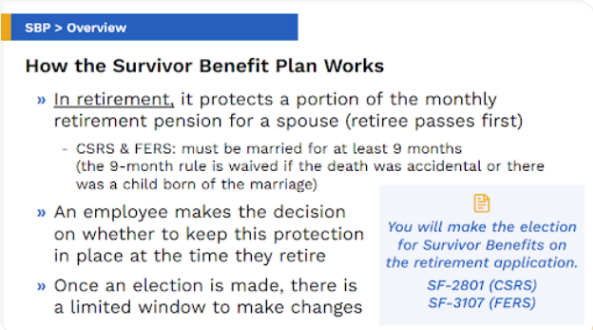 SBP > Overview
How the Survivor Benefit Plan Works
» In retirement, it protects a portion of the monthly
retirement pension for a spouse (retiree passes first)
- CSRS & FERS: must be married for at least 9 months
(the 9-month rule is waived if the death was accidental or there
was a child born of the marriage)
» An employee makes the decision
on whether to keep this protection
in place at the time they retire
» Once an election is made, there is
a limited window to make changes
You will make the election
for Survivor Benefits on
the retirement application.
SF-2801 (CSRS)
SF-3107 (FERS)